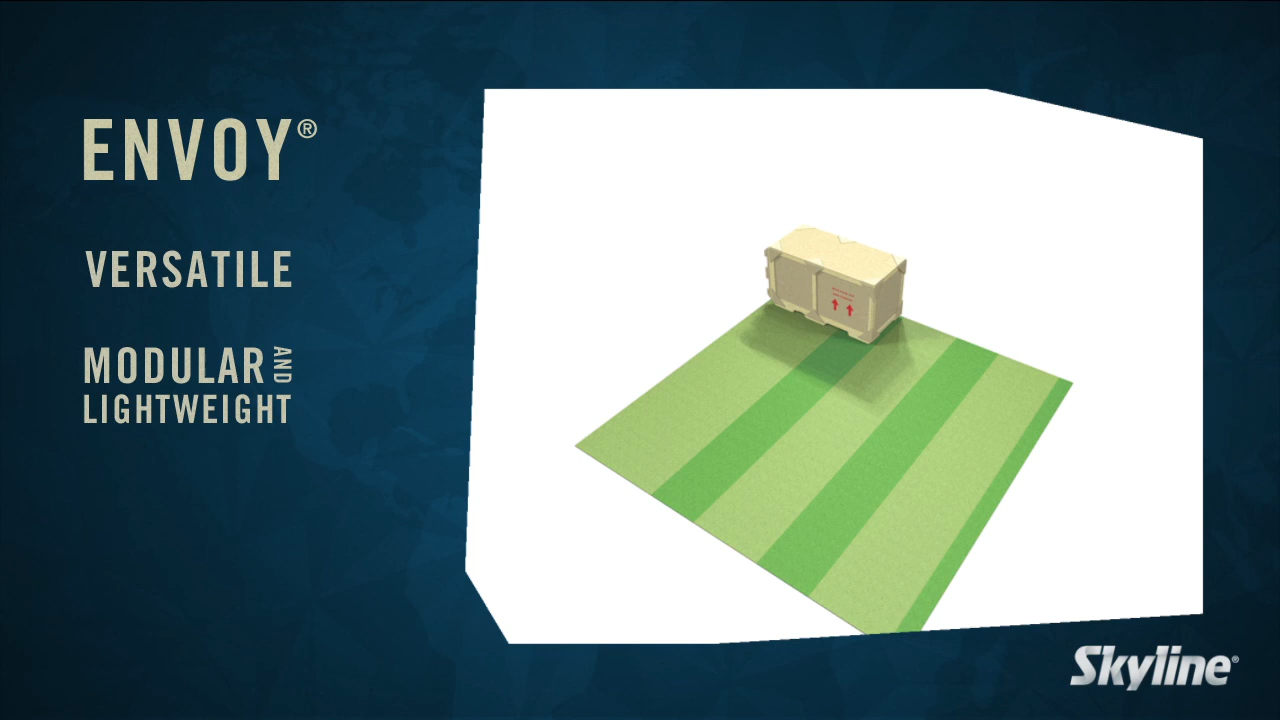 ENVOY®
VERSATILE
MODULAR AND
LIGHTWEIGHT
Skyline®